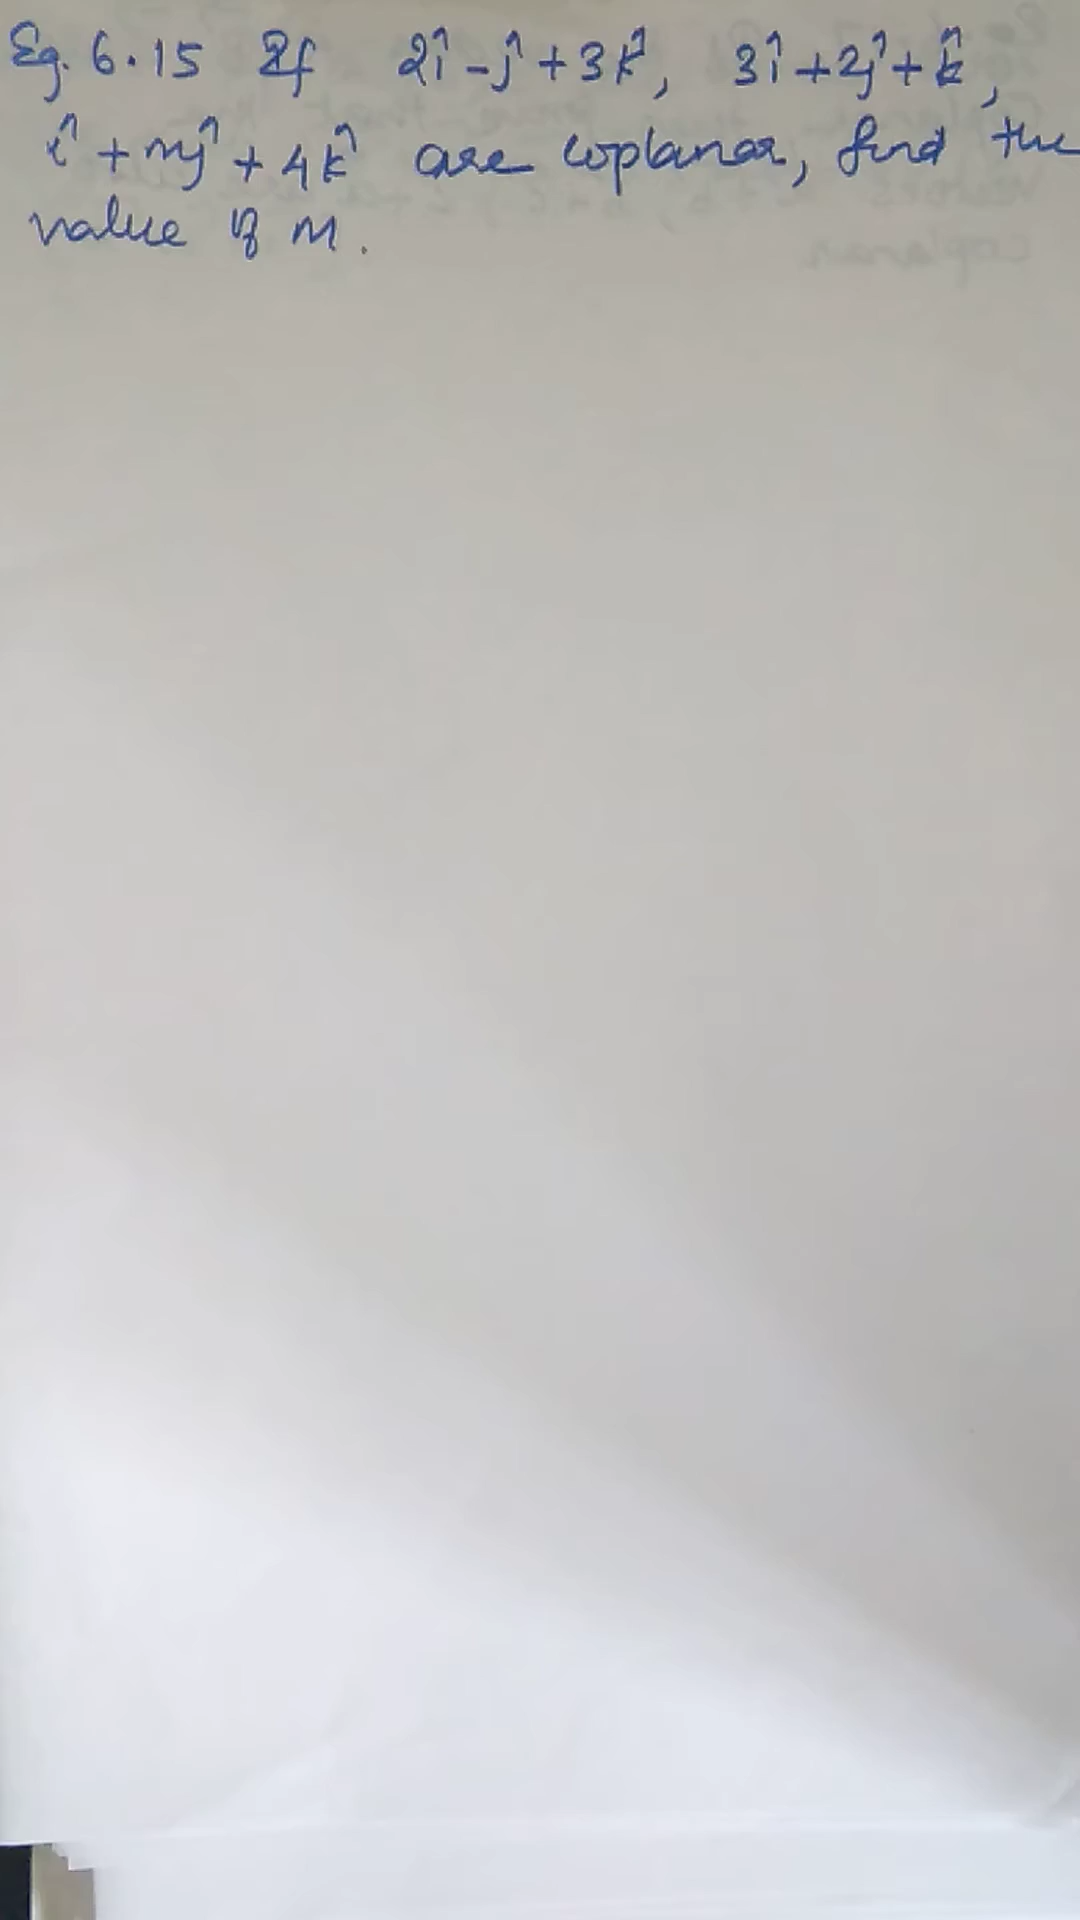 Eg. 6.15 If 2î - ĵ + 3k̂, 3î + 2ĵ + k̂,
î + mĵ + 4k̂ are coplanar, find the
value of m.